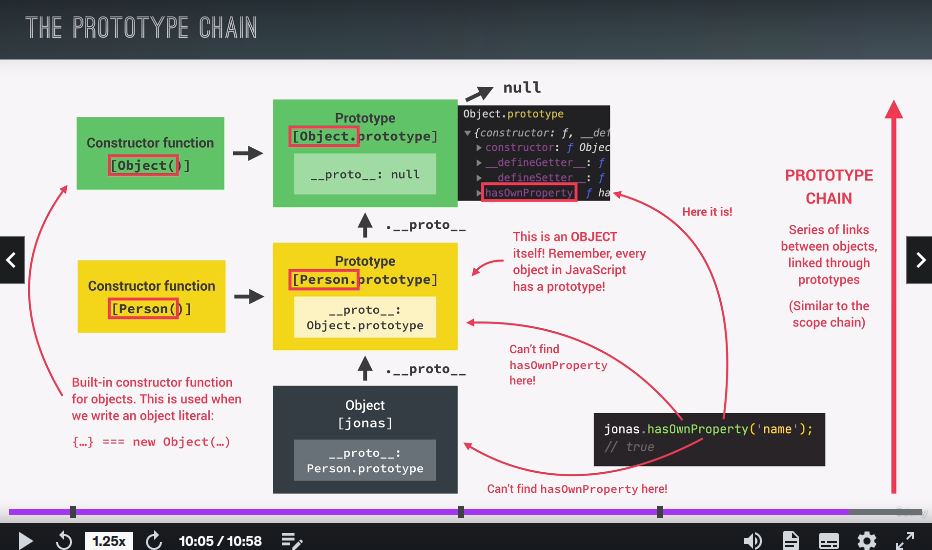 THE PROTOTYPE CHAIN
null
Constructor function
[Object()]
Prototype
[Object.prototype]
__proto__: null
Object.prototype
{constructor: ƒ, __def
constructor: ƒ Objec
__defineGetter__: ƒ
__defineSetter__: ƒ
hasOwnProperty ƒ ha
Here it is!
PROTOTYPE
CHAIN
Series of links
between objects,
linked through
prototypes
(Similar to the
scope chain)
.__proto__
Constructor function
[Person()]
Prototype
[Person.prototype]
__proto__:
Object.prototype
This is an OBJECT
itself! Remember, every
object in JavaScript
has a prototype!
Can't find
hasOwnProperty
here!
.__proto__
Built-in constructor function
for objects. This is used when
we write an object literal:
{…} === new Object(…)
Object
[jonas]
__proto__:
Person.prototype
jonas.hasOwnProperty('name');
// true
Can't find hasOwnProperty here!
1.25x
10:05 / 10:58